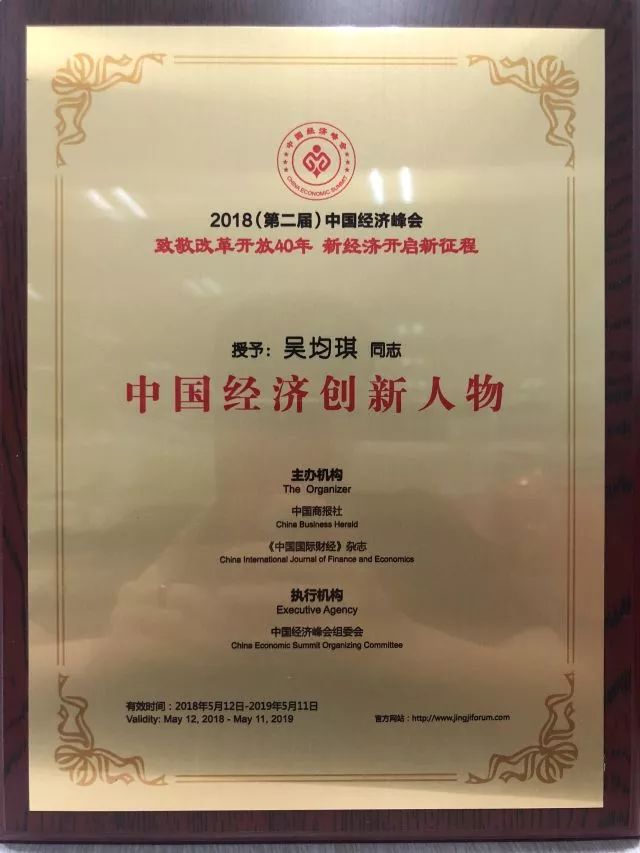 中国经济峰会
CHINA ECONOMIC SUMMIT
2018(第二届)中国经济峰会
致敬改革开放40年 新经济开启新征程
授予: 吴均琪 同志
中国经济创新人物
主办机构
The Organizer
中国商报社
China Business Herald
《中国国际财经》杂志
China International Journal of Finance and Economics
执行机构
Executive Agency
中国经济峰会组委会
China Economic Summit Organizing Committee
有效时间:2018年5月12日-2019年5月11日
Validity: May 12, 2018 - May 11, 2019
官方网站:http://www.jingjiforum.com